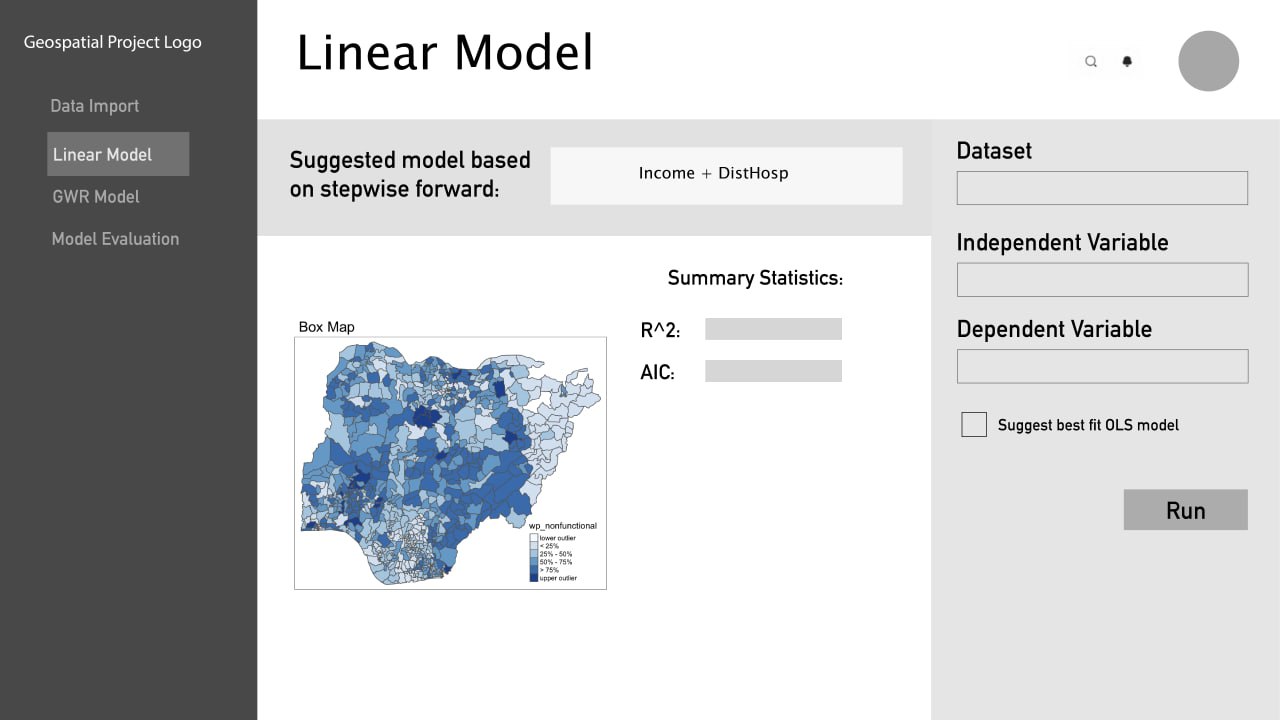 Geospatial Project Logo
Data Import
Linear Model
GWR Model
Model Evaluation
Linear Model
Suggested model based
on stepwise forward:
Income + DistHosp
Summary Statistics:
R^2:
AIC:
Box Map
wp_nonfunctional
lower outlier
< 25%
25% - 50%
50% - 75%
> 75%
upper outlier
Dataset
Independent Variable
Dependent Variable
Suggest best fit OLS model
Run